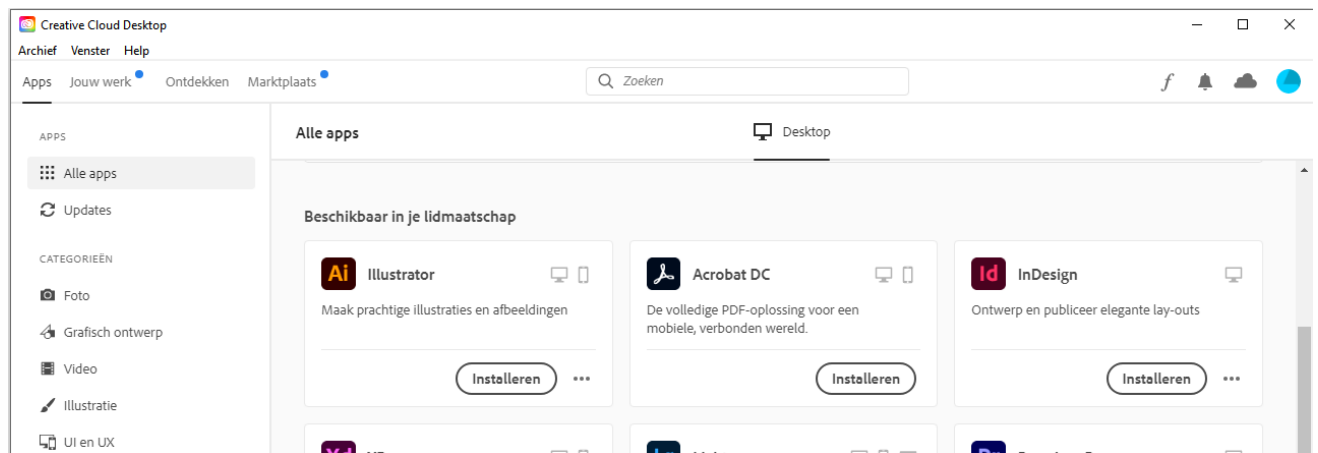 Creative Cloud Desktop
Archief Venster Help
Apps Jouw werk Ontdekken Marktplaats Zoeken
APPS
Alle apps
Updates
CATEGORIEËN
Foto
Grafisch ontwerp
Video
Illustratie
UI en UX
Alle apps Desktop
Beschikbaar in je lidmaatschap
Ai Illustrator
Maak prachtige illustraties en afbeeldingen
Installeren
Acrobat DC
De volledige PDF-oplossing voor een
mobiele, verbonden wereld.
Installeren
Id InDesign
Ontwerp en publiceer elegante lay-outs
Installeren